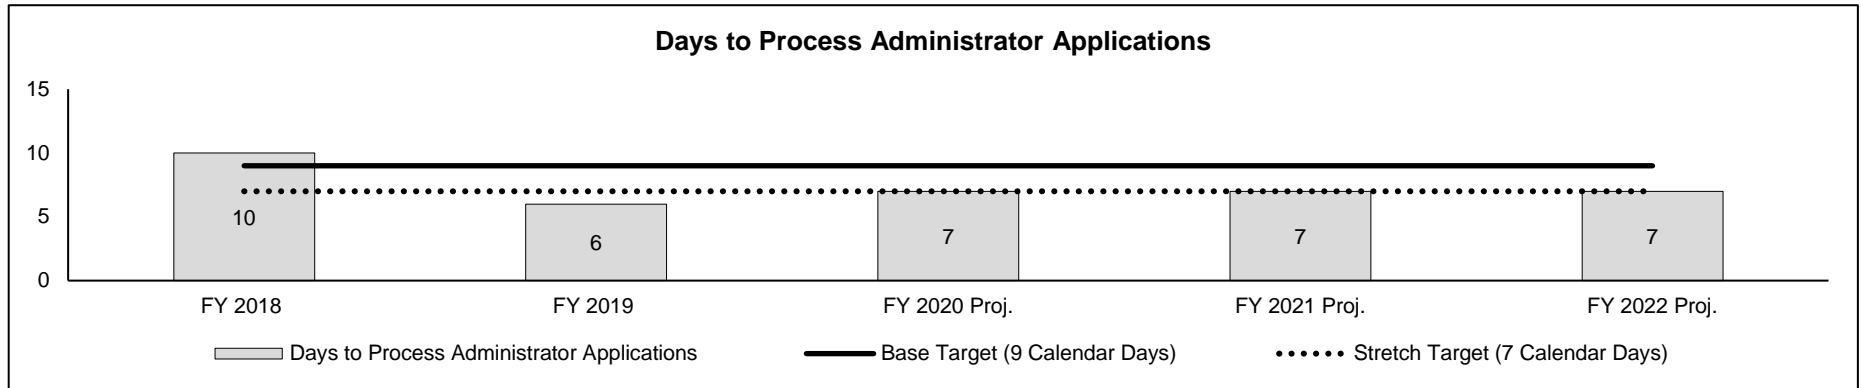 Days to Process Administrator Applications
15
10
5
0
10
6
7
7
7
FY 2018
FY 2019
FY 2020 Proj.
FY 2021 Proj.
FY 2022 Proj.
Days to Process Administrator Applications
Base Target (9 Calendar Days)
Stretch Target (7 Calendar Days)